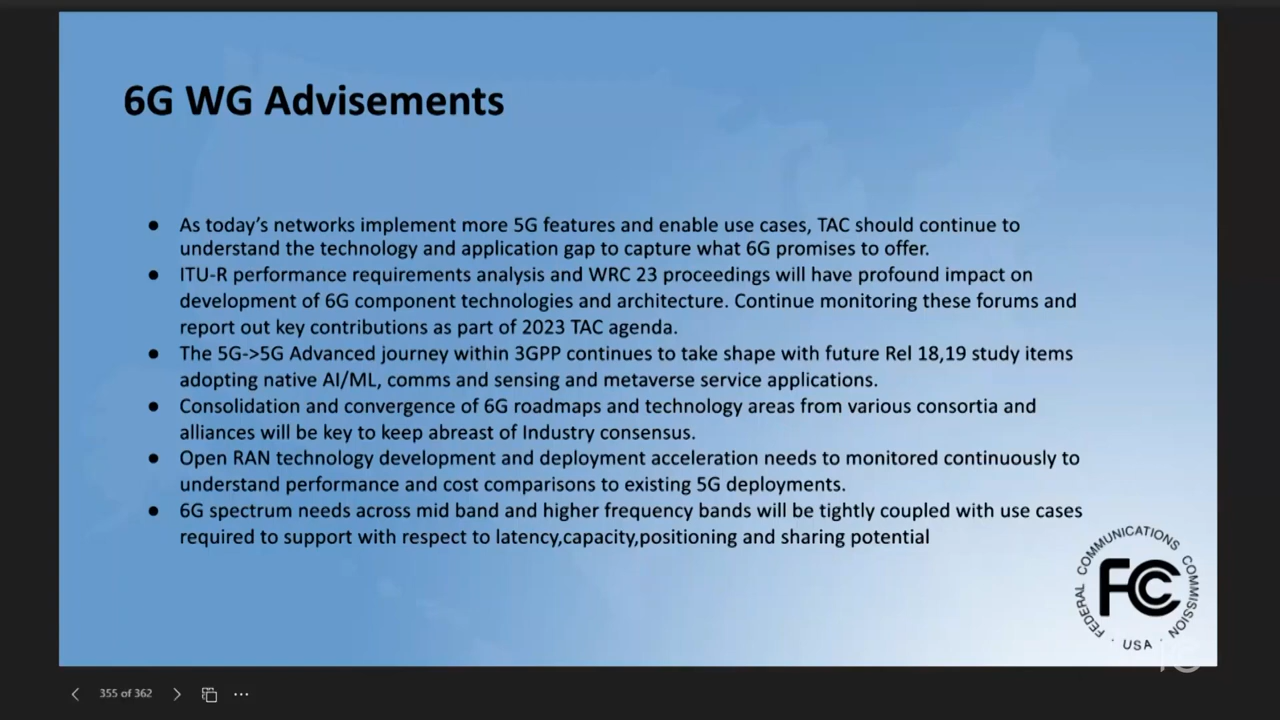 6G WG Advisements
● As today's networks implement more 5G features and enable use cases, TAC should continue to
understand the technology and application gap to capture what 6G promises to offer.
● ITU-R performance requirements analysis and WRC 23 proceedings will have profound impact on
development of 6G component technologies and architecture. Continue monitoring these forums and
report out key contributions as part of 2023 TAC agenda.
● The 5G->5G Advanced journey within 3GPP continues to take shape with future Rel 18,19 study items
adopting native AI/ML, comms and sensing and metaverse service applications.
● Consolidation and convergence of 6G roadmaps and technology areas from various consortia and
alliances will be key to keep abreast of Industry consensus.
● Open RAN technology development and deployment acceleration needs to monitored continuously to
understand performance and cost comparisons to existing 5G deployments.
● 6G spectrum needs across mid band and higher frequency bands will be tightly coupled with use cases
required to support with respect to latency,capacity,positioning and sharing potential
FEDERAL COMMUNICATIONS COMMISSION
FCC
· USA ·
355 of 362